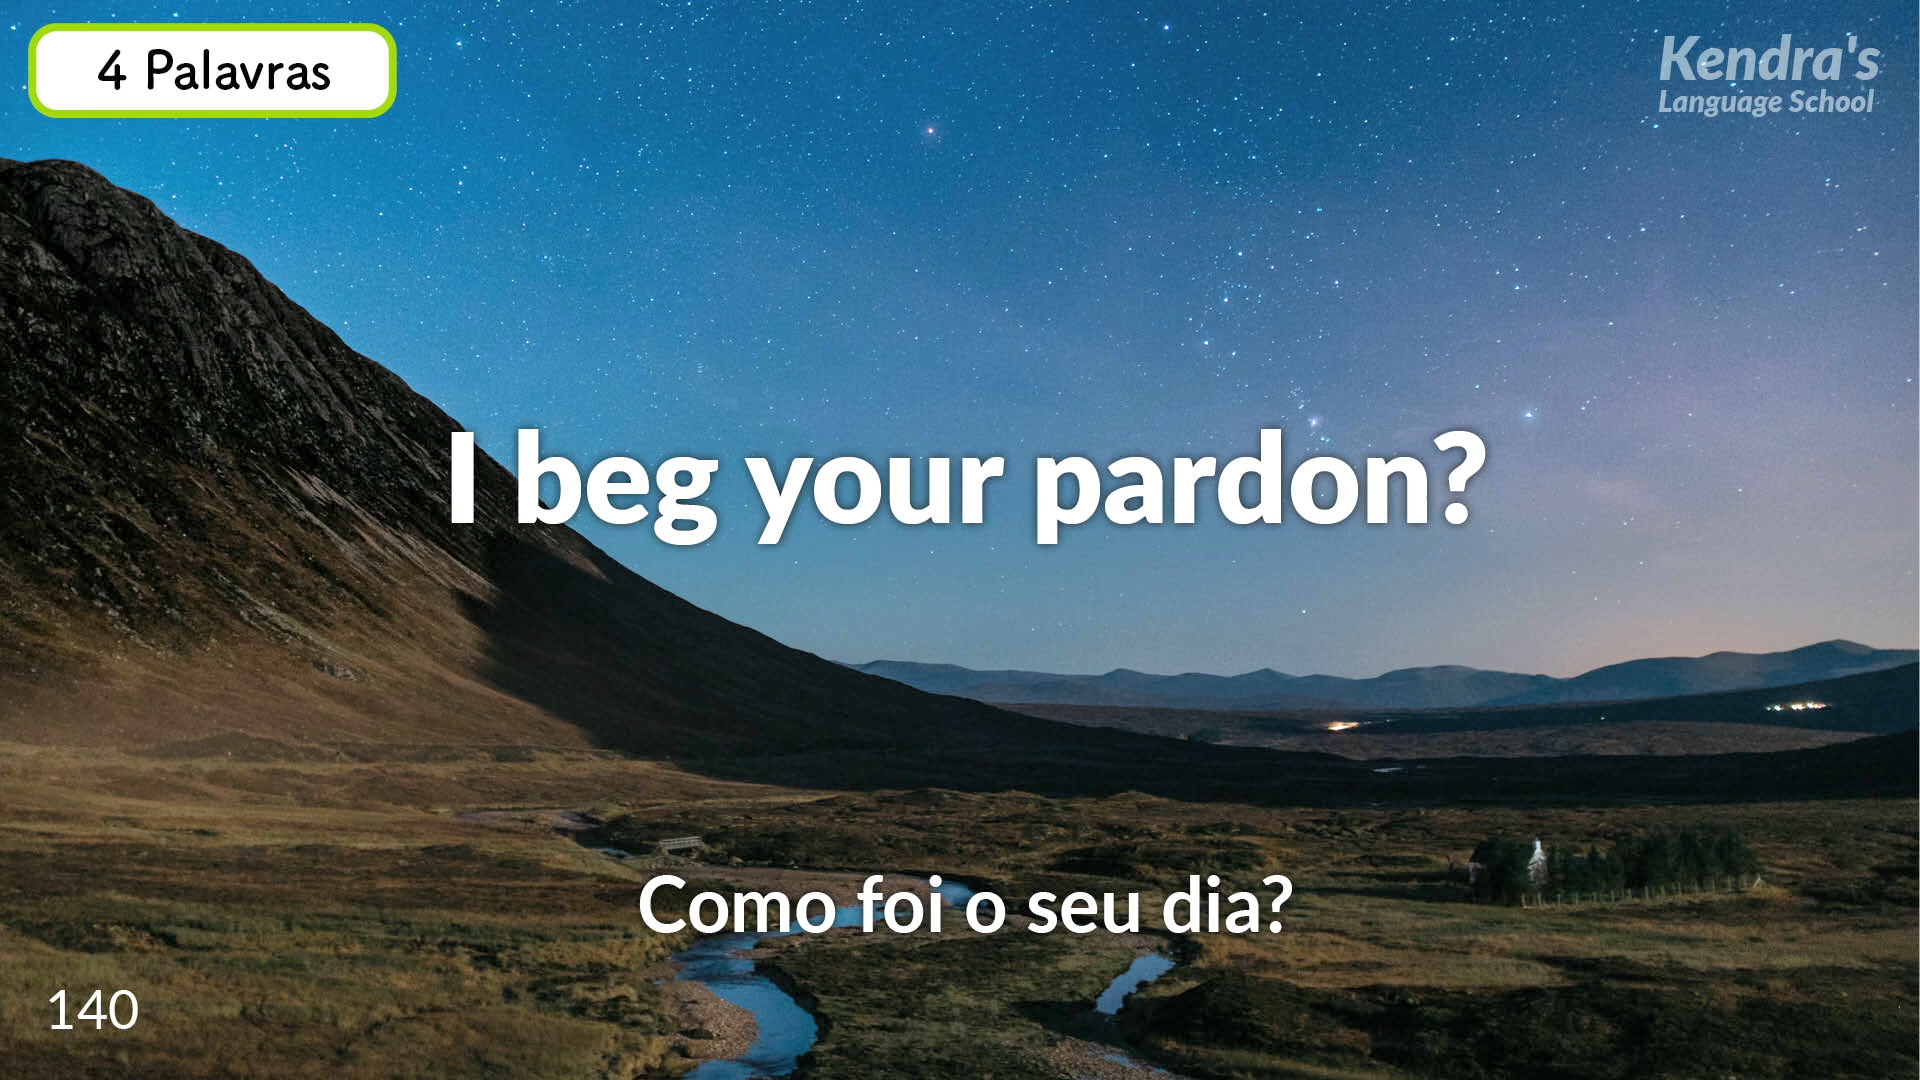 4 Palavras
Kendra's
Language School
I beg your pardon?
Como foi o seu dia?
140